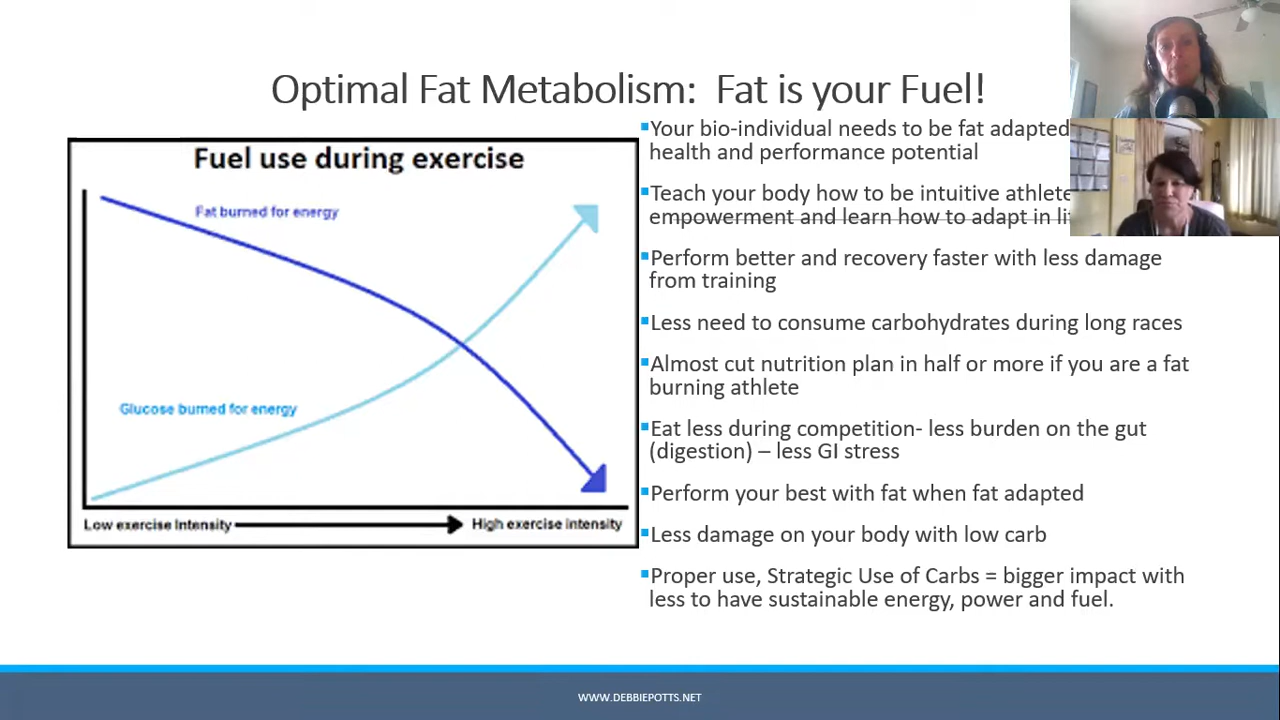 Optimal Fat Metabolism: Fat is your Fuel!
Fuel use during exercise
Fat burned for energy
Glucose burned for energy
Low exercise Intensity
High exercise intensity
Your bio-individual needs to be fat adapted
health and performance potential
Teach your body how to be intuitive athlete
empowerment and learn how to adapt in
Perform better and recovery faster with less damage
from training
Less need to consume carbohydrates during long races
Almost cut nutrition plan in half or more if you are a fat
burning athlete
Eat less during competition- less burden on the gut
(digestion) – less GI stress
Perform your best with fat when fat adapted
Less damage on your body with low carb
Proper use, Strategic Use of Carbs = bigger impact with
less to have sustainable energy, power and fuel.
WWW.DEBBIEPOTTS.NET